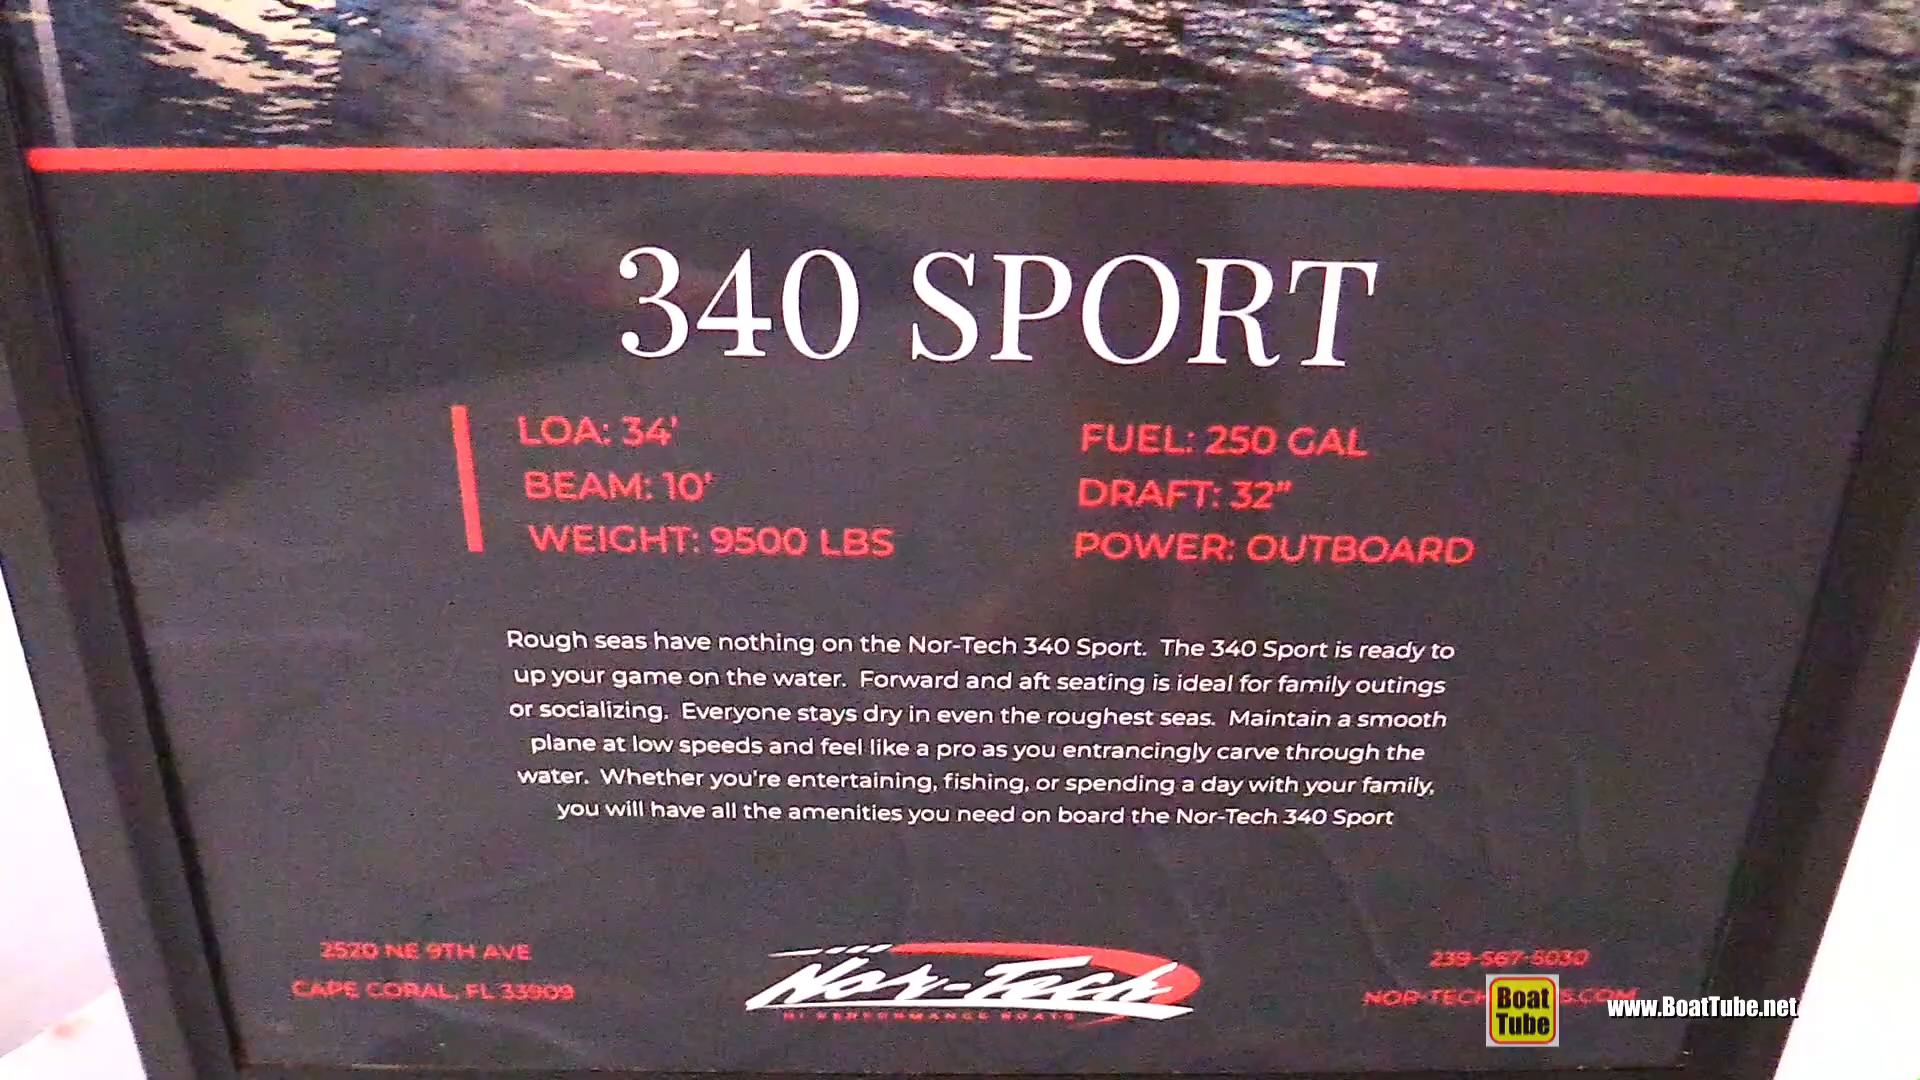 340 SPORT
LOA: 34'
BEAM: 10'
WEIGHT: 9500 LBS
FUEL: 250 GAL
DRAFT: 32"
POWER: OUTBOARD
Rough seas have nothing on the Nor-Tech 340 Sport. The 340 Sport is ready to
up your game on the water. Forward and aft seating is ideal for family outings
or socializing. Everyone stays dry in even the roughest seas. Maintain a smooth
plane at low speeds and feel like a pro as you entrancingly carve through the
water. Whether you're entertaining, fishing, or spending a day with your family,
you will have all the amenities you need on board the Nor-Tech 340 Sport
2520 NE 9TH AVE
CAPE CORAL, FL 33909
Nor-Tech
HI PERFORMANCE BOATS
239-567-5030
Boat
Tube
www.BoatTube.net